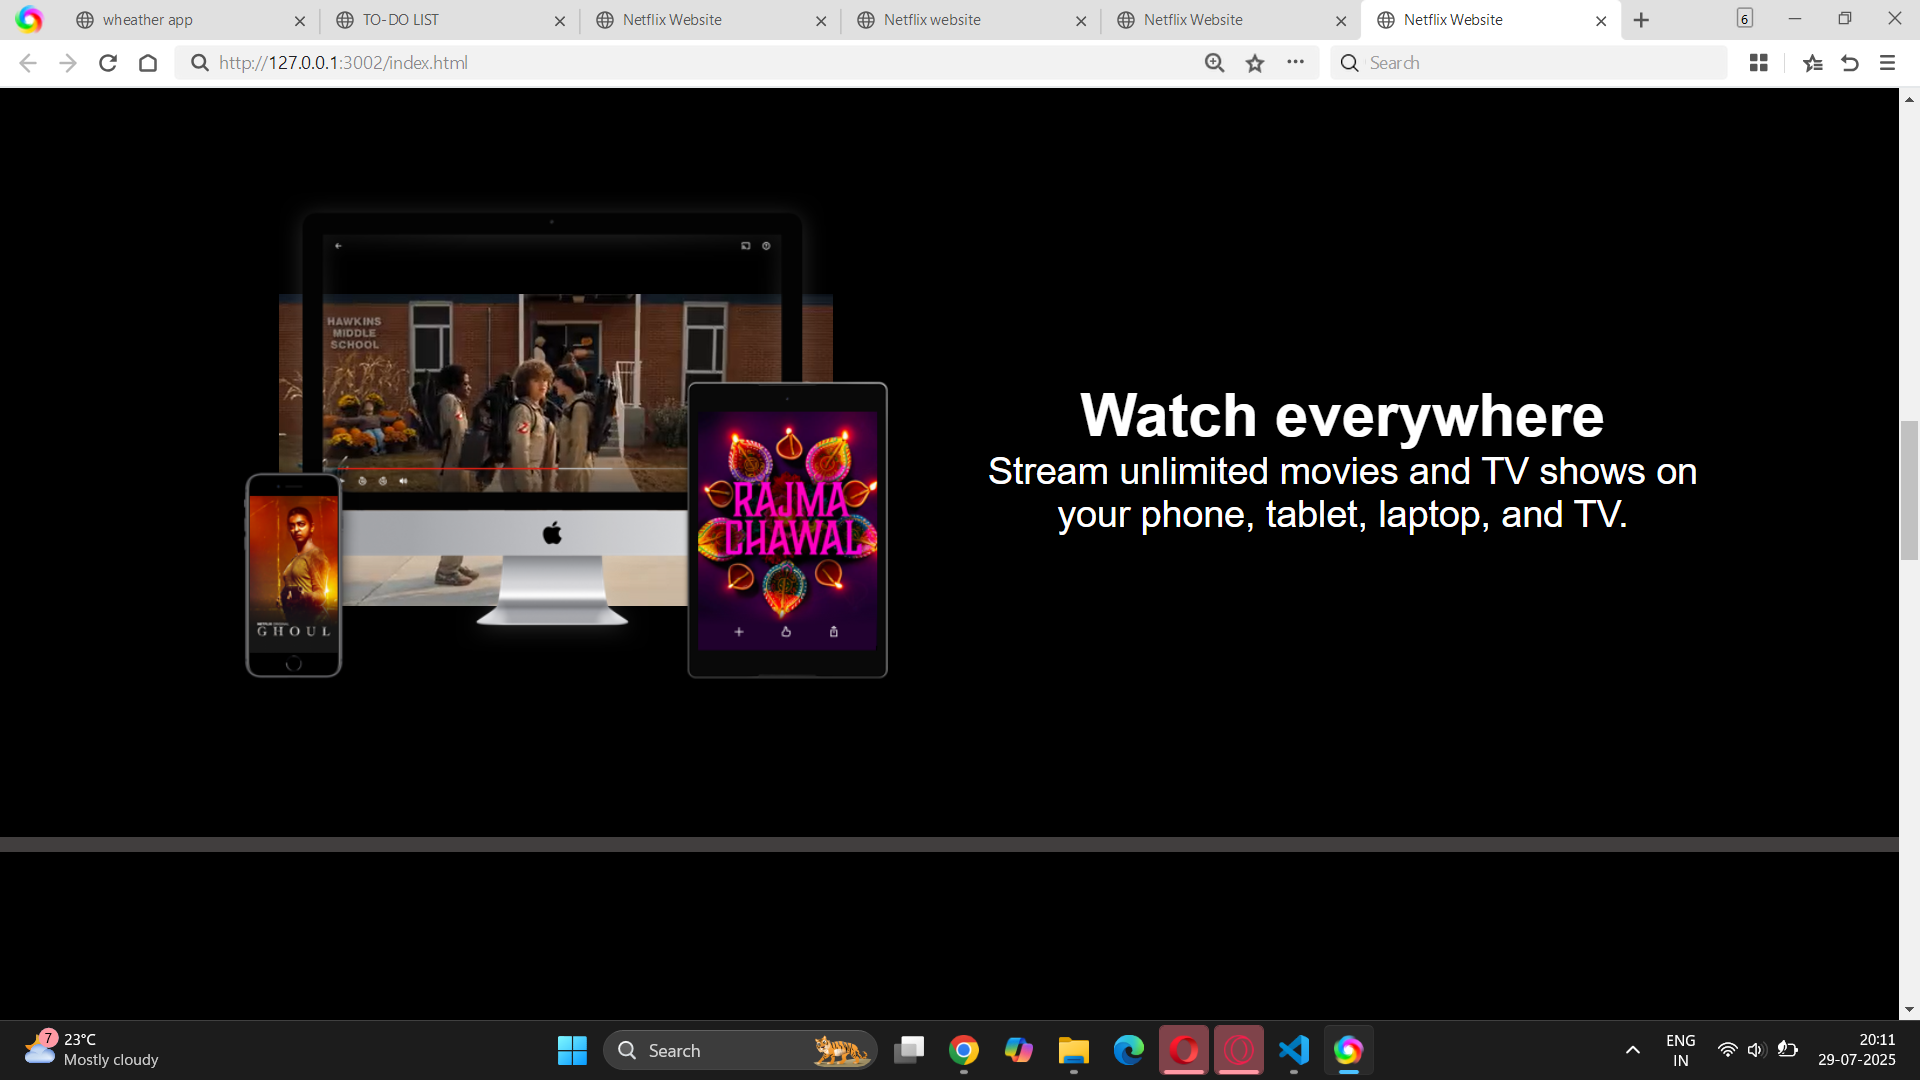 wheather app
TO-DO LIST
Netflix Website
Netflix website
Netflix Website
Netflix Website
6
http://127.0.0.1:3002/index.html
Search
HAWKINS
MIDDLE
SCHOOL
RAJMA
CHAWAL
GHOUL
Watch everywhere
Stream unlimited movies and TV shows on
your phone, tablet, laptop, and TV.
7
23°C
Mostly cloudy
Search
ENG
IN
20:11
29-07-2025